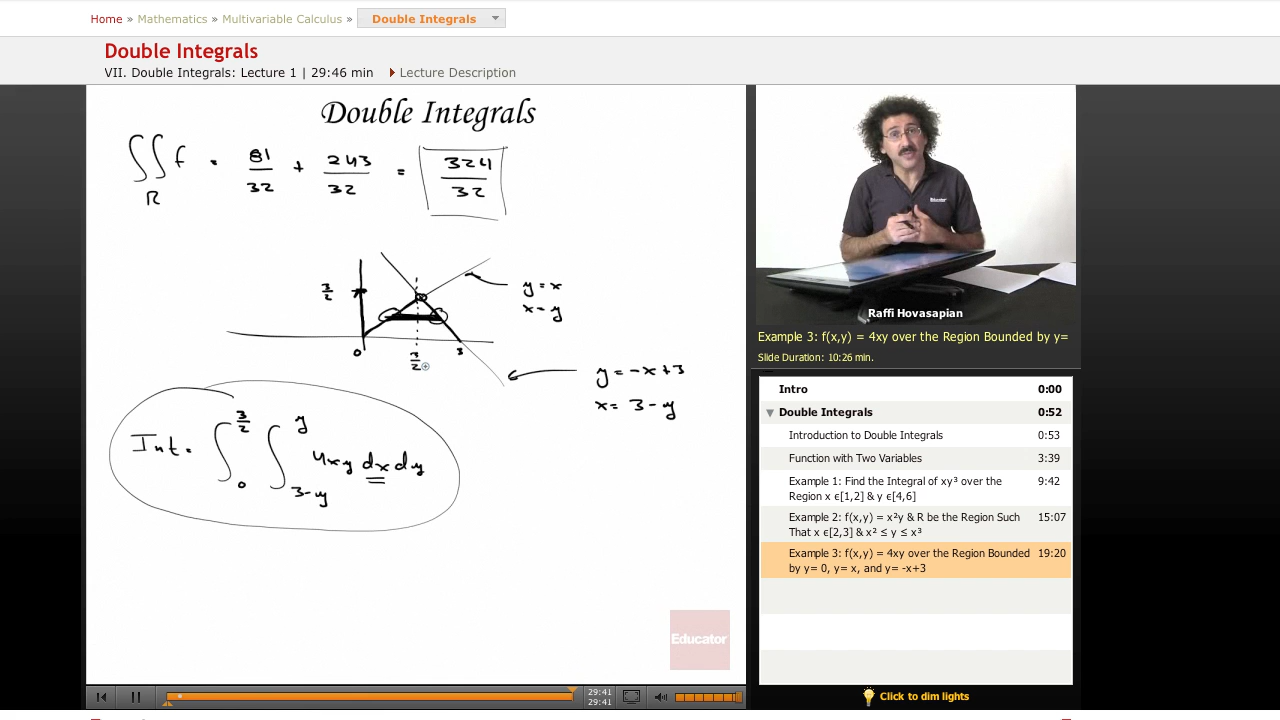 Home » Mathematics » Multivariable Calculus » Double Integrals
Double Integrals
VII. Double Integrals: Lecture 1 | 29:46 min Lecture Description
Double Integrals
∬ f = 81/32 + 243/32 = 324/32
R
3/2
y = x
x = y
0 3/2 3
y = -x+3
x = 3-y
Int = ∫ 0 3/2 ∫ 3-y y 4xy dx dy
Educator
Educator
Raffi Hovasapian
Example 3: f(x,y) = 4xy over the Region Bounded by y=
Slide Duration: 10:26 min.
Intro 0:00
Double Integrals 0:52
Introduction to Double Integrals 0:53
Function with Two Variables 3:39
Example 1: Find the Integral of xy³ over the 9:42
Region x ϵ[1,2] & y ϵ[4,6]
Example 2: f(x,y) = x²y & R be the Region Such 15:07
That x ϵ[2,3] & x² ≤ y ≤ x³
Example 3: f(x,y) = 4xy over the Region Bounded 19:20
by y= 0, y= x, and y= -x+3
29:41
29:41
Click to dim lights